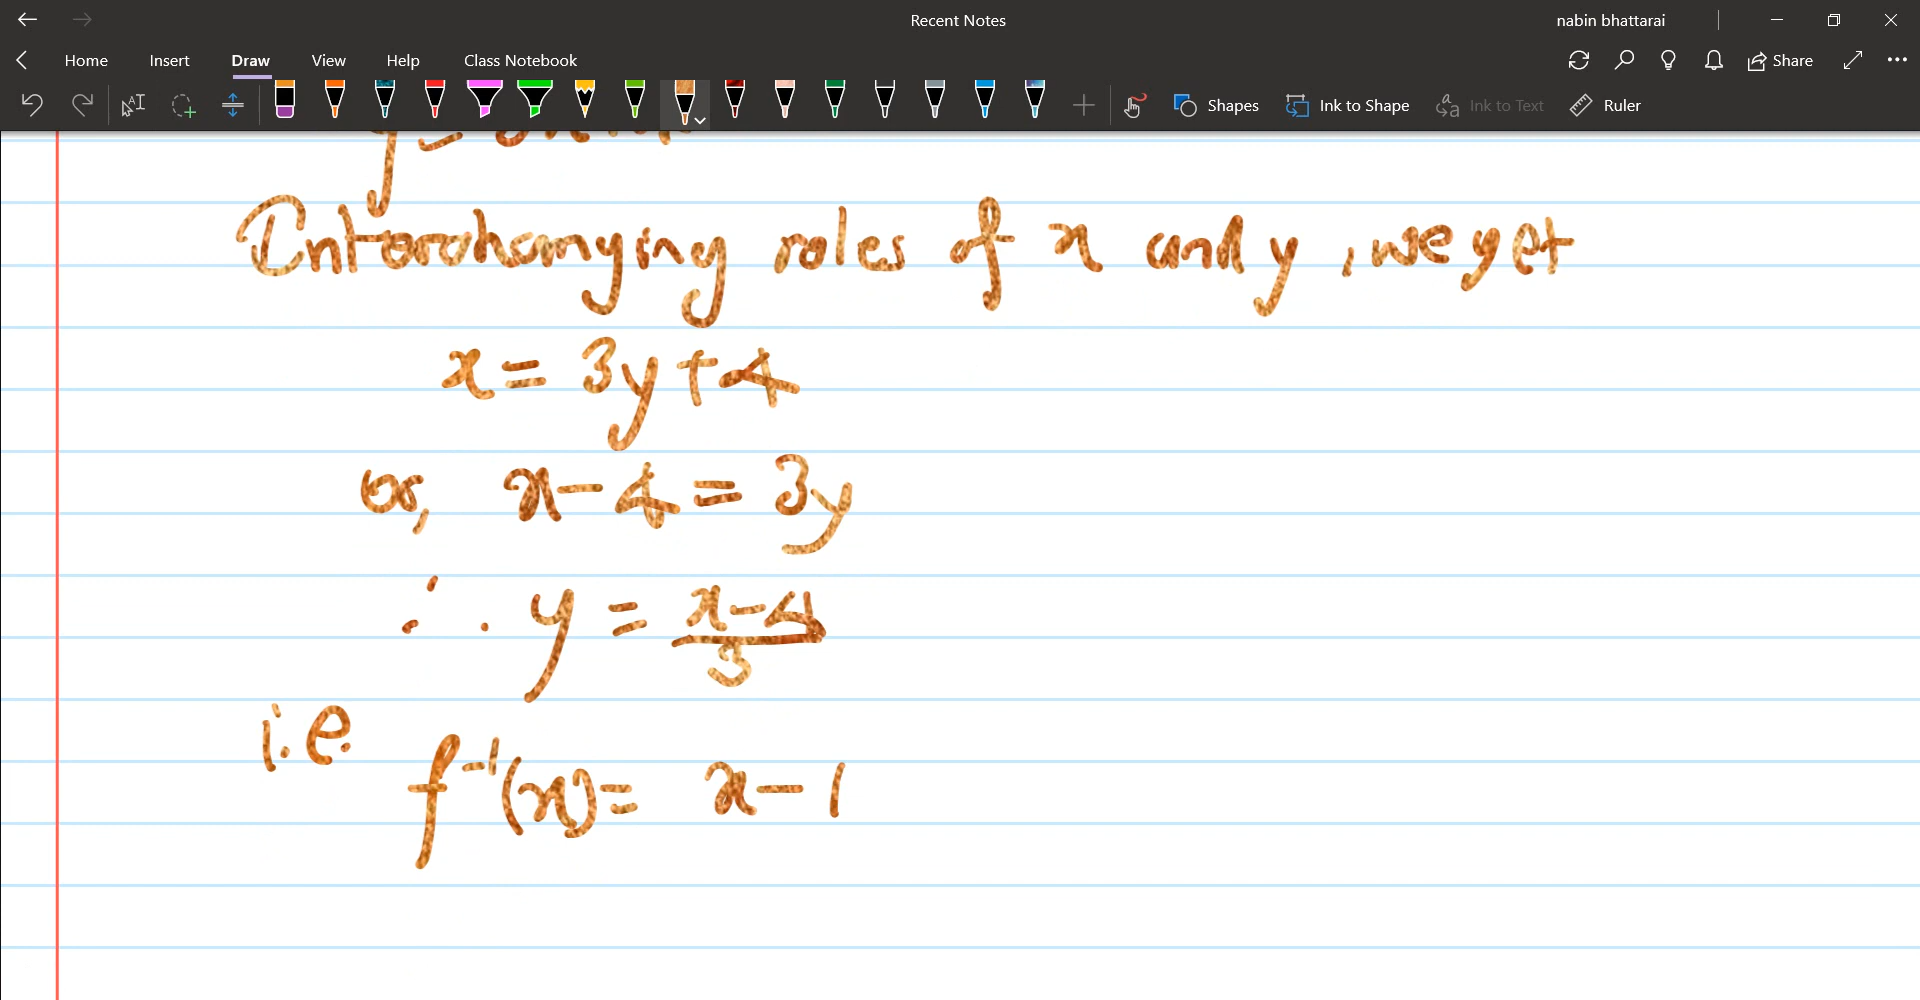 Recent Notes
nabin bhattarai
Home Insert Draw View Help Class Notebook
Share
Shapes Ink to Shape Ink to Text Ruler
Interchanging roles of x and y, we get
x = 3y + 4
or, x - 4 = 3y
∴ y = (x-4)/3
i.e.
f⁻¹(x) = x - 1